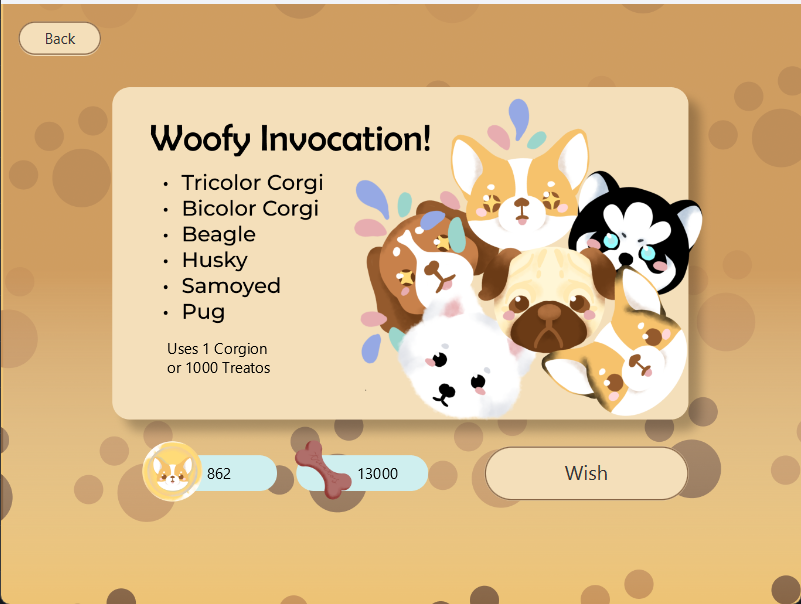 Back
Woofy Invocation!
• Tricolor Corgi
• Bicolor Corgi
• Beagle
• Husky
• Samoyed
• Pug
Uses 1 Corgion
or 1000 Treatos
862
13000
Wish